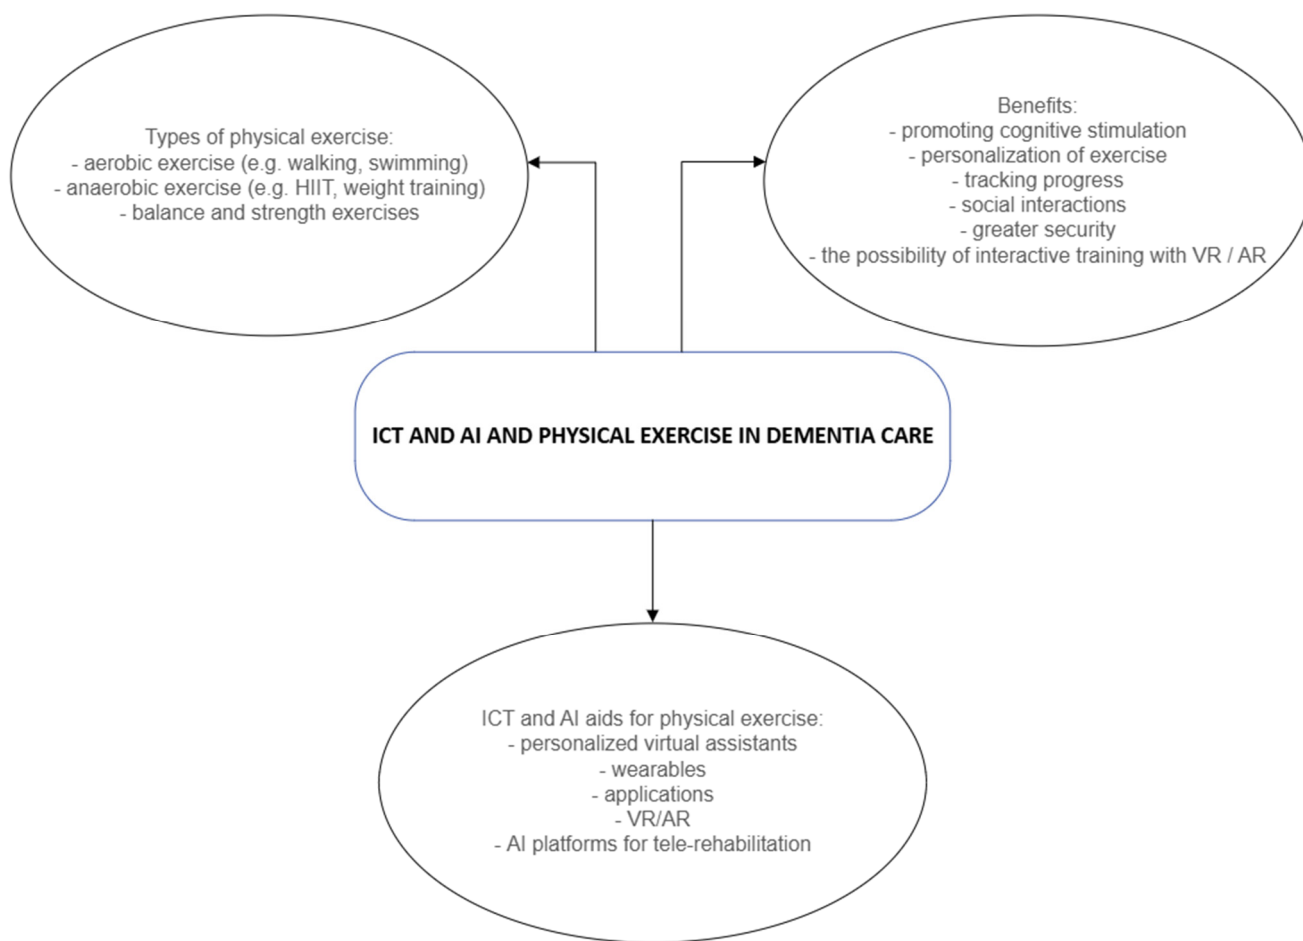 Types of physical exercise:
- aerobic exercise (e.g. walking, swimming)
- anaerobic exercise (e.g. HIIT, weight training)
- balance and strength exercises
Benefits:
- promoting cognitive stimulation
- personalization of exercise
- tracking progress
- social interactions
- greater security
- the possibility of interactive training with VR / AR
ICT AND AI AND PHYSICAL EXERCISE IN DEMENTIA CARE
ICT and AI aids for physical exercise:
- personalized virtual assistants
- wearables
- applications
- VR/AR
- AI platforms for tele-rehabilitation